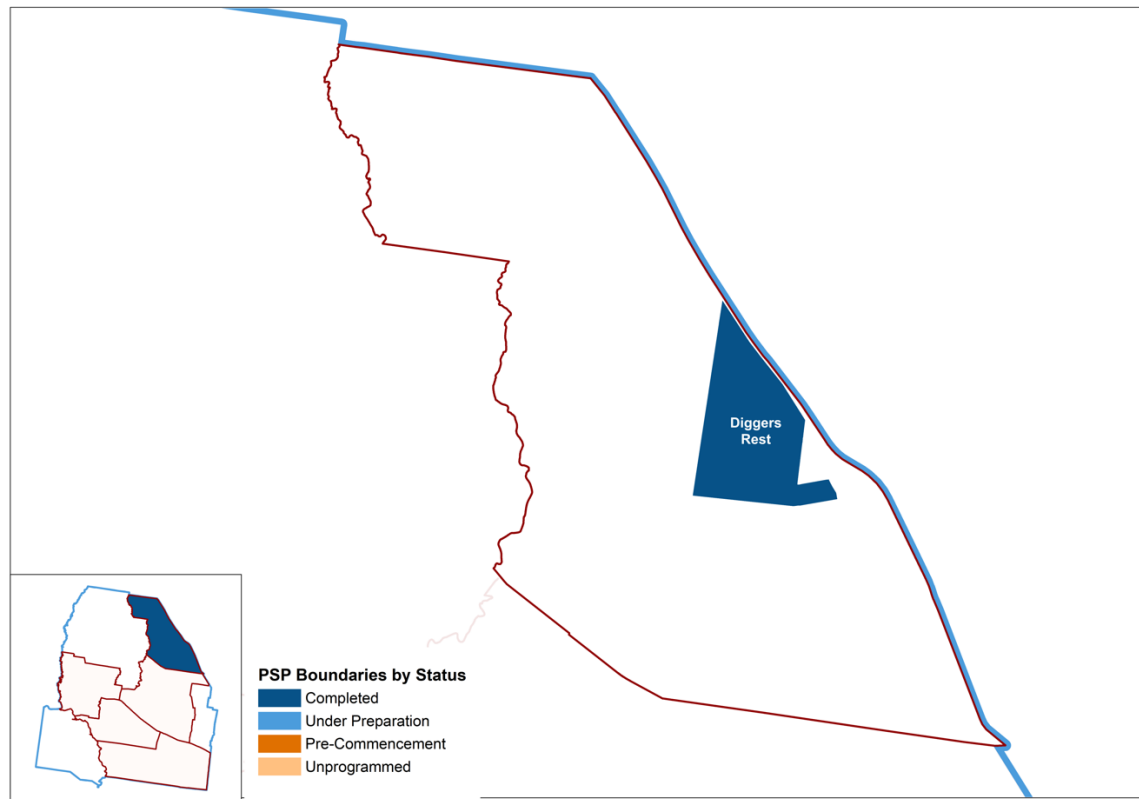 Diggers
Rest
PSP Boundaries by Status
Completed
Under Preparation
Pre-Commencement
Unprogrammed